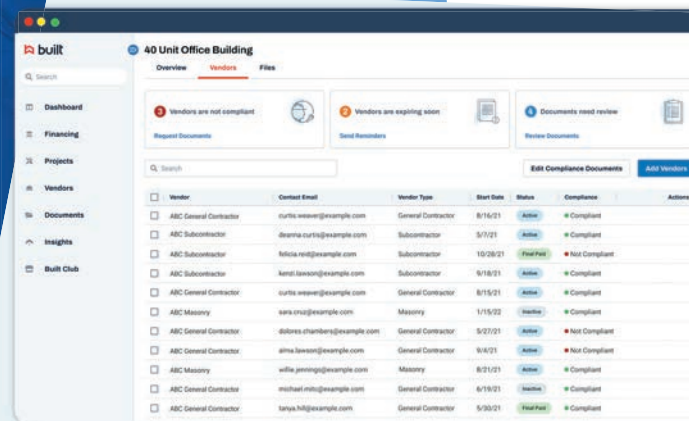 built
40 Unit Office Building
Search
Overview Vendors Files
Dashboard
Financing
Projects
Vendors
Documents
Insights
Built Club
3 Vendors are not compliant
Request Documents
2 Vendors are expiring soon
Send Reminders
4 Documents need review
Review Documents
Search
Edit Compliance Documents Add Vendors
Vendor Contact Email Vendor Type Start Date Status Compliance Actions
ABC General Contractor curtis.weaver@example.com General Contractor 8/16/21 Active Compliant
ABC Subcontractor deanna.curtis@example.com Subcontractor 5/7/21 Active Compliant
ABC Subcontractor felicia.reid@example.com Subcontractor 10/28/21 Final Paid Not Compliant
ABC Subcontractor kenzi.lawson@example.com Subcontractor 9/18/21 Active Compliant
ABC General Contractor curtis.weaver@example.com General Contractor 8/15/21 Active Compliant
ABC Masonry sara.cruz@example.com Masonry 1/15/22 Inactive Compliant
ABC General Contractor dolores.chambers@example.com General Contractor 5/27/21 Active Not Compliant
ABC General Contractor alma.lawson@example.com General Contractor 9/4/21 Active Not Compliant
ABC Masonry willie.jennings@example.com Masonry 8/21/21 Active Compliant
ABC General Contractor michael.mitc@example.com General Contractor 6/19/21 Inactive Compliant
ABC General Contractor tanya.hill@example.com General Contractor 5/30/21 Final Paid Compliant